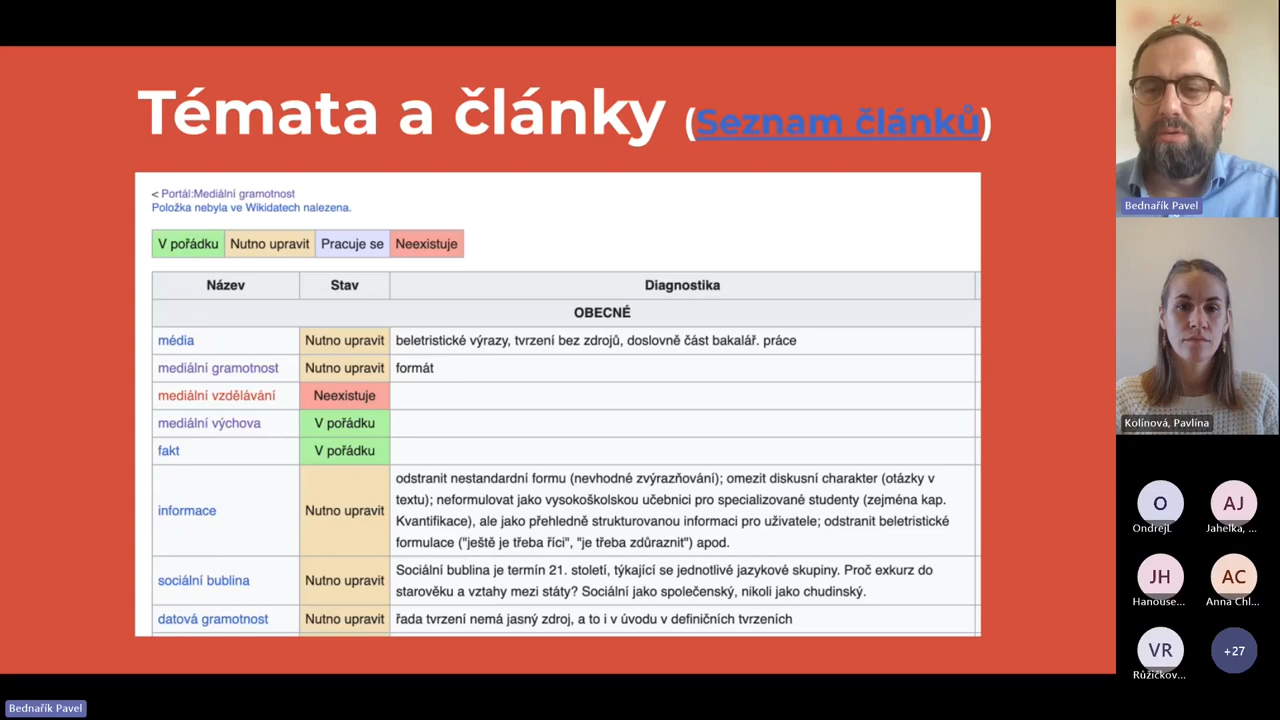 Témata a články (Seznam článků)
< Portál:Mediální gramotnost
Položka nebyla ve Wikidatech nalezena.
V pořádku Nutno upravit Pracuje se Neexistuje
Název Stav Diagnostika
OBECNÉ
média Nutno upravit beletristické výrazy, tvrzení bez zdrojů, doslovně část bakalář. práce
mediální gramotnost Nutno upravit formát
mediální vzdělávání Neexistuje
mediální výchova V pořádku
fakt V pořádku
informace Nutno upravit odstranit nestandardní formu (nevhodné zvýrazňování); omezit diskusní charakter (otázky v
textu); neformulovat jako vysokoškolskou učebnici pro specializované studenty (zejména kap.
Kvantifikace), ale jako přehledně strukturovanou informaci pro uživatele; odstranit beletristické
formulace ("ještě je třeba říci", "je třeba zdůraznit") apod.
sociální bublina Nutno upravit Sociální bublina je termín 21. století, týkající se jednotlivé jazykové skupiny. Proč exkurz do
starověku a vztahy mezi státy? Sociální jako společenský, nikoli jako chudinský.
datová gramotnost Nutno upravit řada tvrzení nemá jasný zdroj, a to i v úvodu v definičních tvrzeních
Bednařík Pavel
Kolínová, Pavlína
O AJ
OndrejL Jahelka, ...
JH AC
Hanouse... Anna Chl...
VR +27
Růžičkov...
Bednařík Pavel